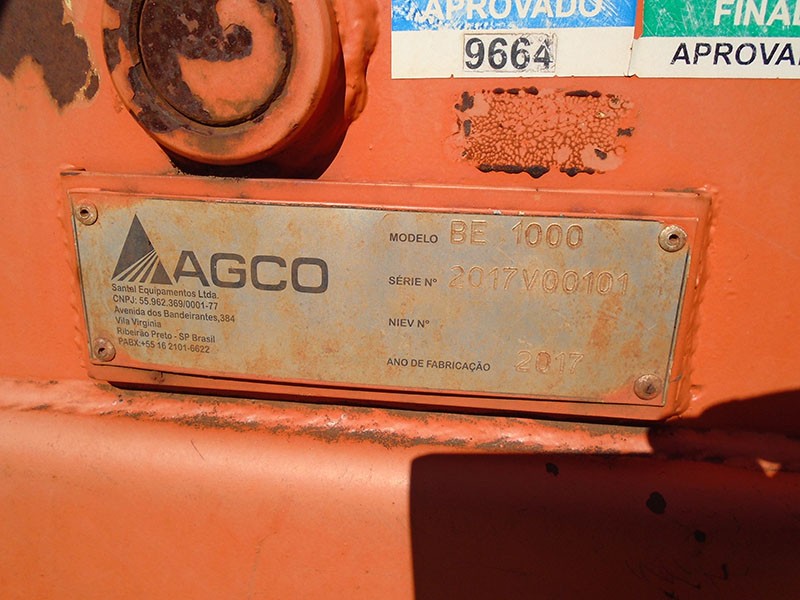 APROVADO
9664
FINAL
APROVA
AGCO
Santal Equipamentos Ltda.
CNPJ: 55.962.369/0001-77
Avenida dos Bandeirantes,384
Vila Virginia
Ribeirão Preto - SP Brasil
PABX:+55 16 2101-6622
MODELO BE 1000
SÉRIE Nº 2017V00101
NIEV Nº
ANO DE FABRICAÇÃO 2017